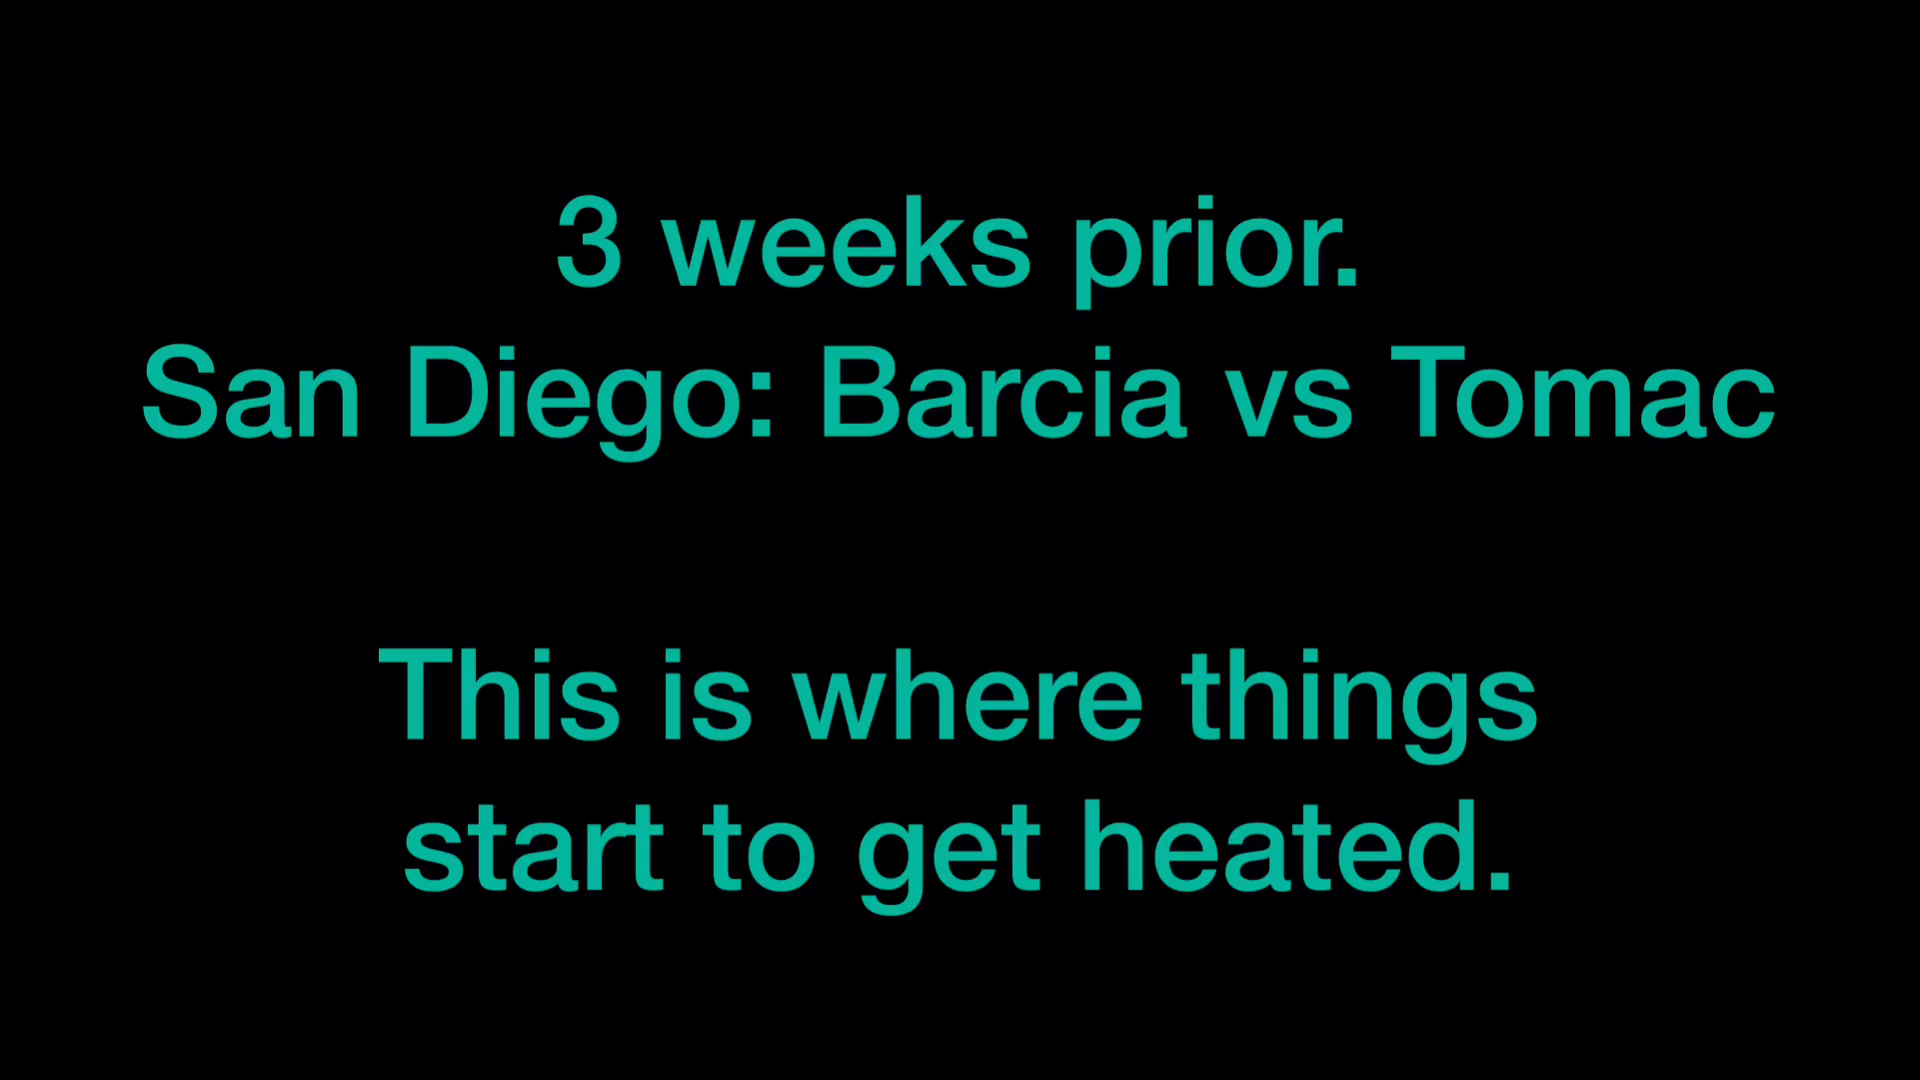 3 weeks prior.
San Diego: Barcia vs Tomac
This is where things
start to get heated.